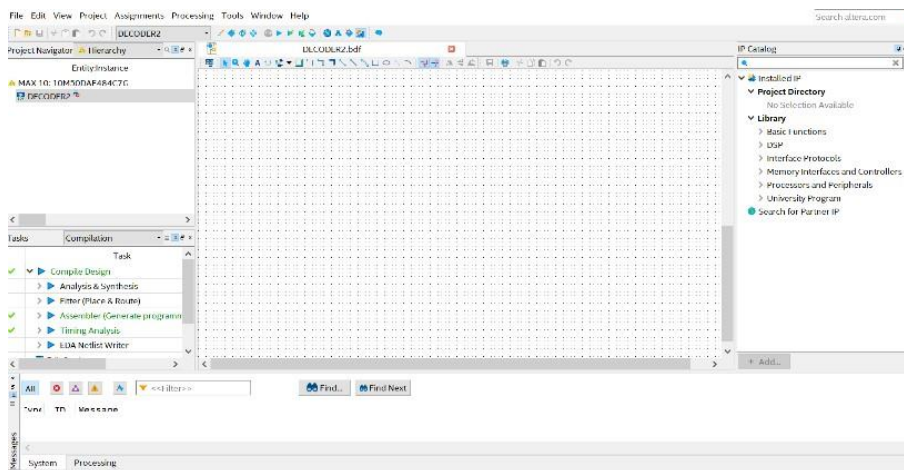 File Edit View Project Assignments Processing Tools Window Help
Search altera.com
DECODER2
Project Navigator Hierarchy
Entity:Instance
MAX 10: 10M50DAF484C7G
DECODER2
DECODER2.bdf
IP Catalog
Installed IP
Project Directory
No Selection Available
Library
Basic Functions
DSP
Interface Protocols
Memory Interfaces and Controllers
Processors and Peripherals
University Program
Search for Partner IP
+ Add...
Tasks Compilation
Task
Compile Design
Analysis & Synthesis
Fitter (Place & Route)
Assembler (Generate programm
Timing Analysis
EDA Netlist Writer
All <<Filter>> Find... Find Next
Type ID Message
Messages
System Processing